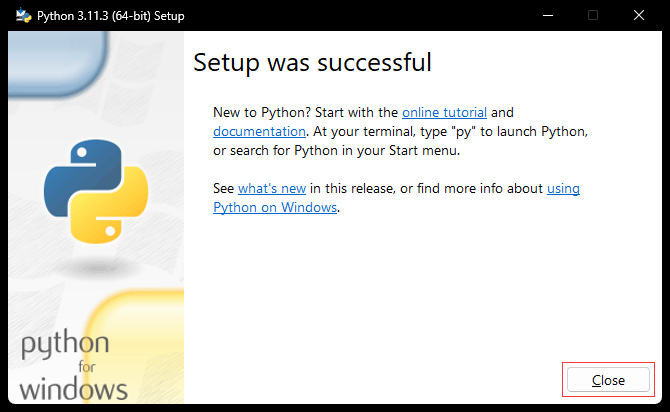 Python 3.11.3 (64-bit) Setup
Setup was successful
New to Python? Start with the online tutorial and
documentation. At your terminal, type "py" to launch Python,
or search for Python in your Start menu.
See what's new in this release, or find more info about using
Python on Windows.
python
for
windows
Close